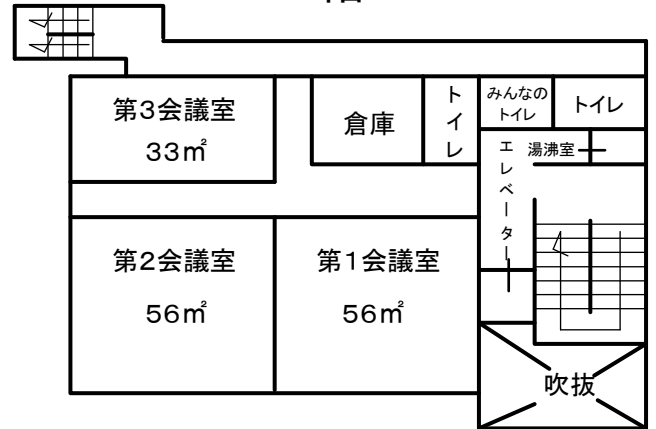 第3会議室
33㎡
倉庫
トイレ
みんなの
トイレ
トイレ
湯沸室
エレベーター
第2会議室
56㎡
第1会議室
56㎡
吹抜